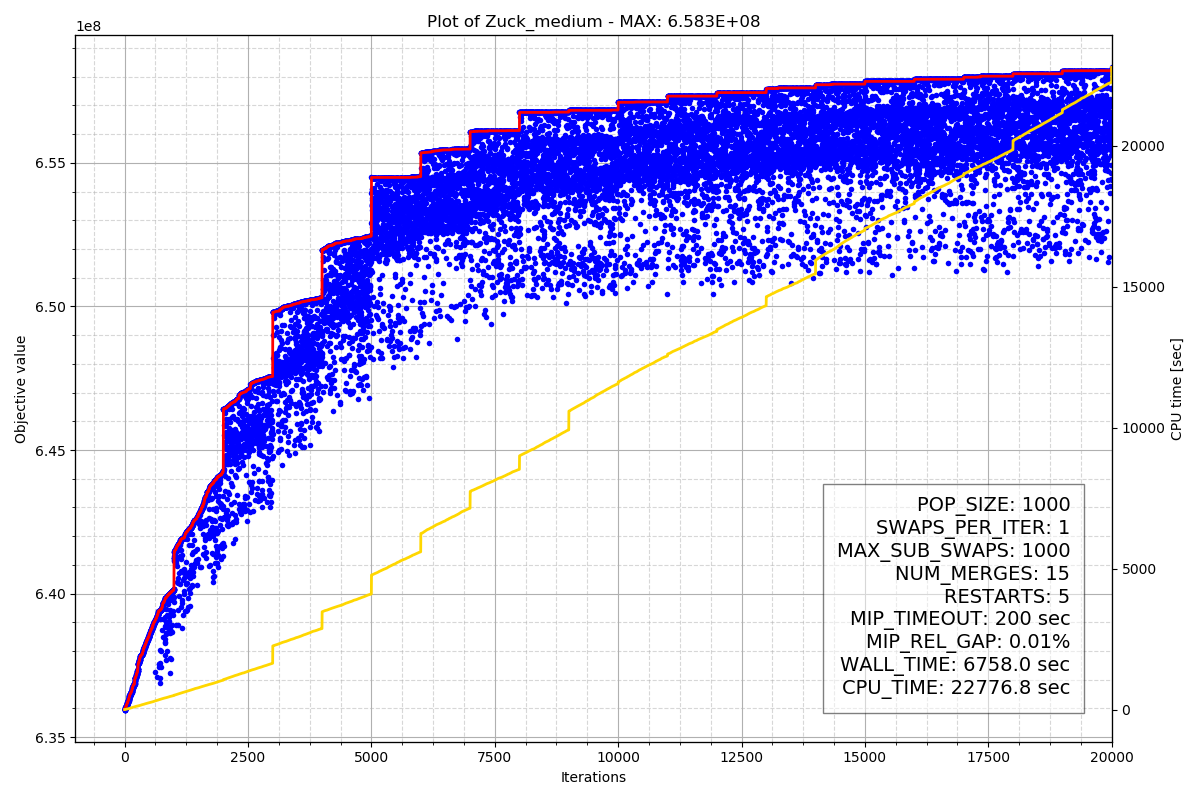 Plot of Zuck_medium - MAX: 6.583E+08
1e8
6.55
6.50
6.45
6.40
6.35
Objective value
20000
15000
10000
5000
0
CPU time [sec]
POP_SIZE: 1000
SWAPS_PER_ITER: 1
MAX_SUB_SWAPS: 1000
NUM_MERGES: 15
RESTARTS: 5
MIP_TIMEOUT: 200 sec
MIP_REL_GAP: 0.01%
WALL_TIME: 6758.0 sec
CPU_TIME: 22776.8 sec
0 2500 5000 7500 10000 12500 15000 17500 20000
Iterations